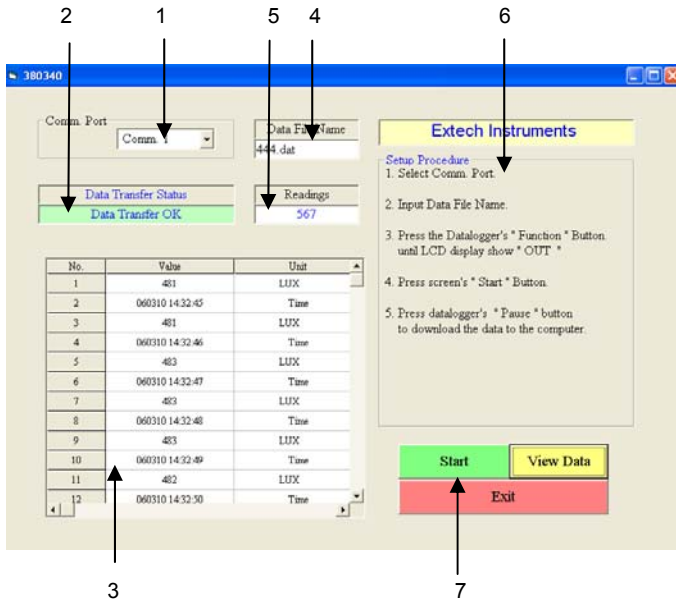 2 1 5 4 6
380340
Comm. Port
Comm. 1
Data File Name
444.dat
Extech Instruments
Data Transfer Status
Data Transfer OK
Readings
567
Setup Procedure
1. Select Comm. Port.
2. Input Data File Name.
3. Press the Datalogger's " Function " Button
until LCD display show " OUT "
4. Press screen's " Start " Button.
5. Press datalogger's " Pause " button
to download the data to the computer.
No. Value Unit
1 481 LUX
2 060310 14:32:45 Time
3 481 LUX
4 060310 14:32:46 Time
5 483 LUX
6 060310 14:32:47 Time
7 483 LUX
8 060310 14:32:48 Time
9 483 LUX
10 060310 14:32:49 Time
11 482 LUX
12 060310 14:32:50 Time
Start View Data
Exit
3 7